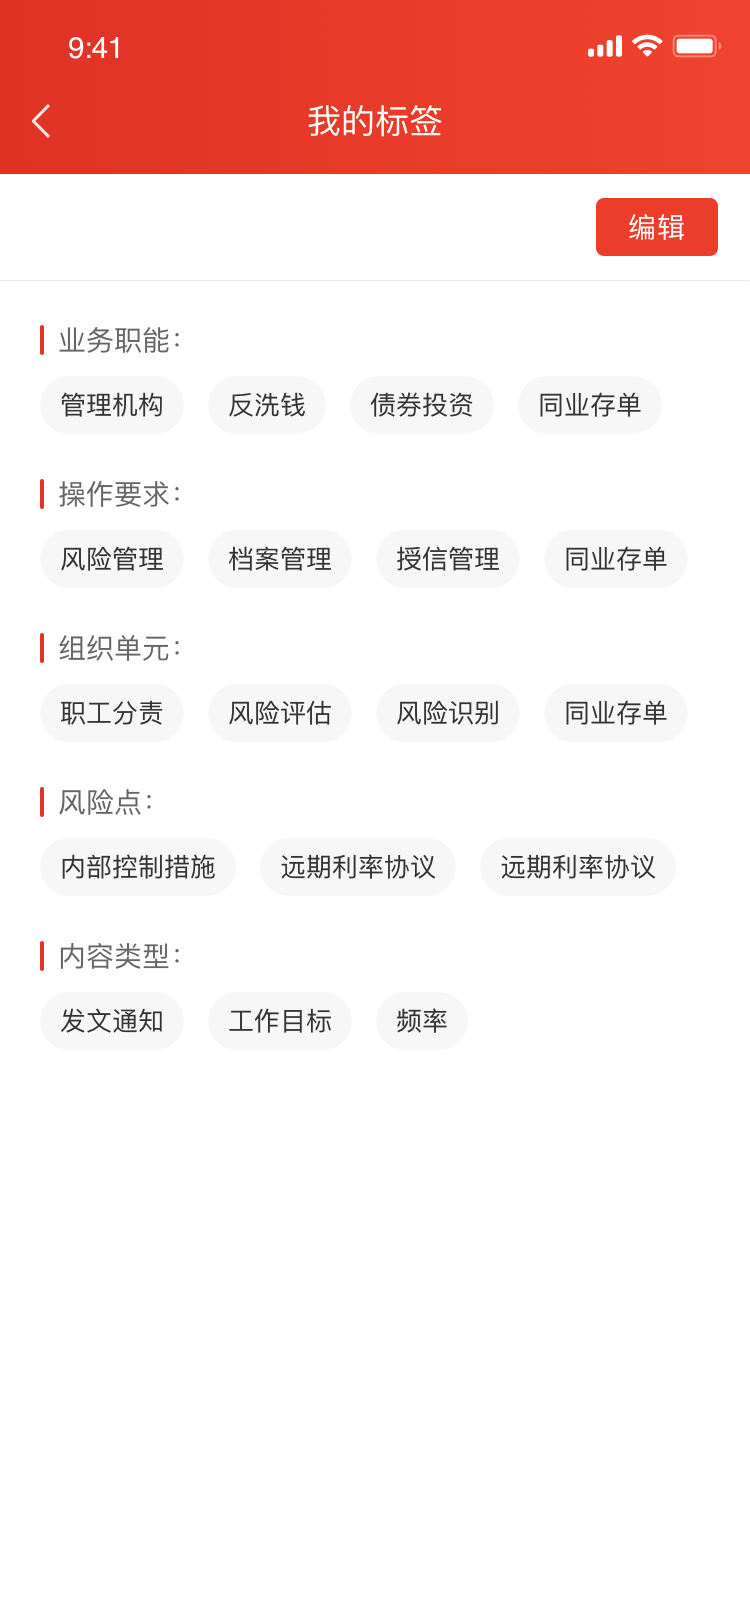 9:41
我的标签
编辑
业务职能：
管理机构 反洗钱 债券投资 同业存单
操作要求：
风险管理 档案管理 授信管理 同业存单
组织单元：
职工分责 风险评估 风险识别 同业存单
风险点：
内部控制措施 远期利率协议 远期利率协议
内容类型：
发文通知 工作目标 频率